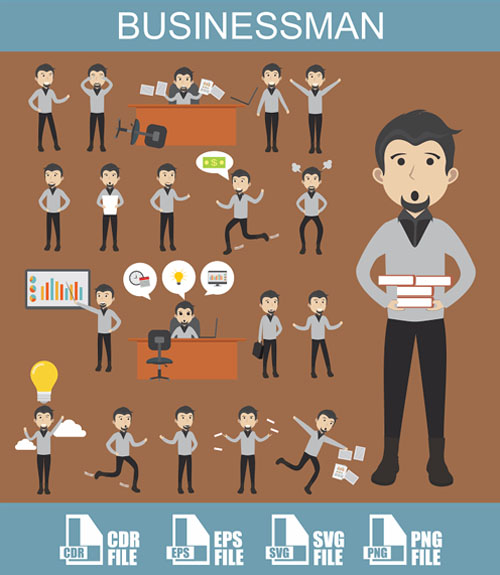 BUSINESSMAN
$
CDR
CDR
FILE
EPS
EPS
FILE
SVG
SVG
FILE
PNG
PNG
FILE